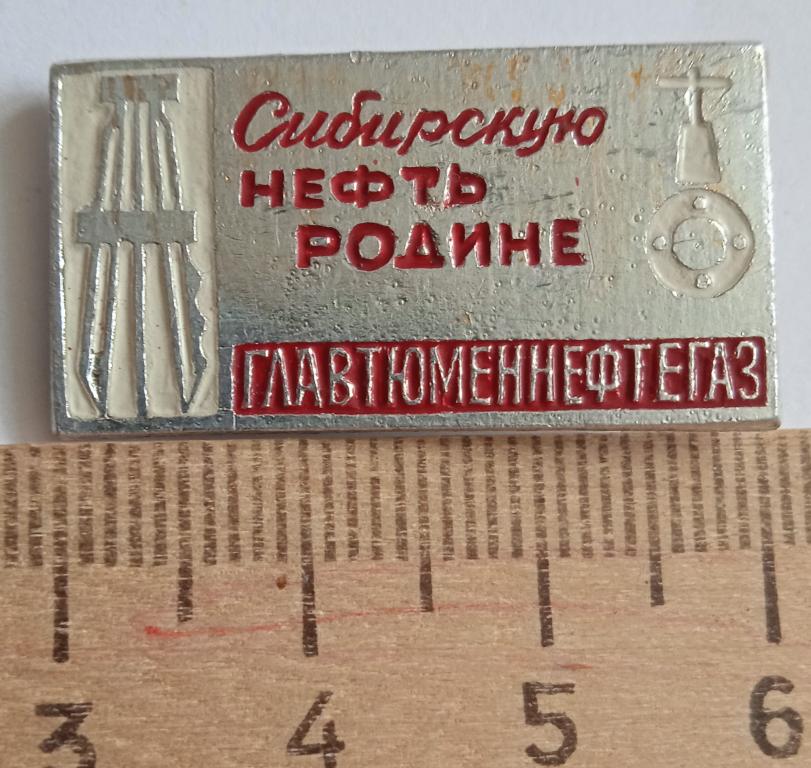 Сибирскую
НЕФТЬ
РОДИНЕ
ГЛАВТЮМЕННЕФТЕГАЗ
3 4 5 6